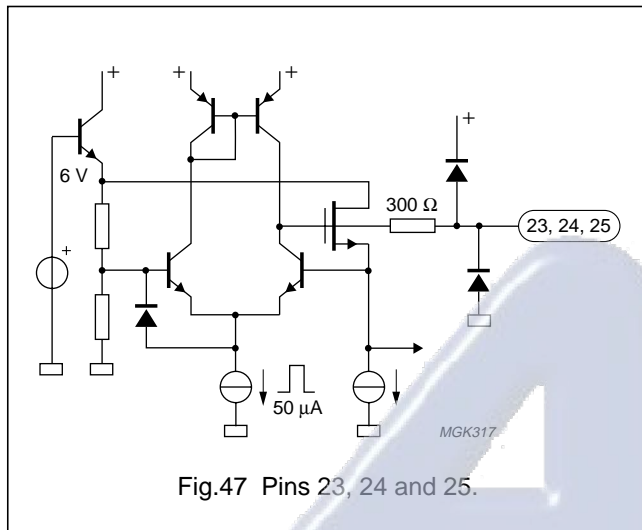 + + +
+
6 V
300 Ω
23, 24, 25
+
50 µA
MGK317
Fig.47 Pins 23, 24 and 25.